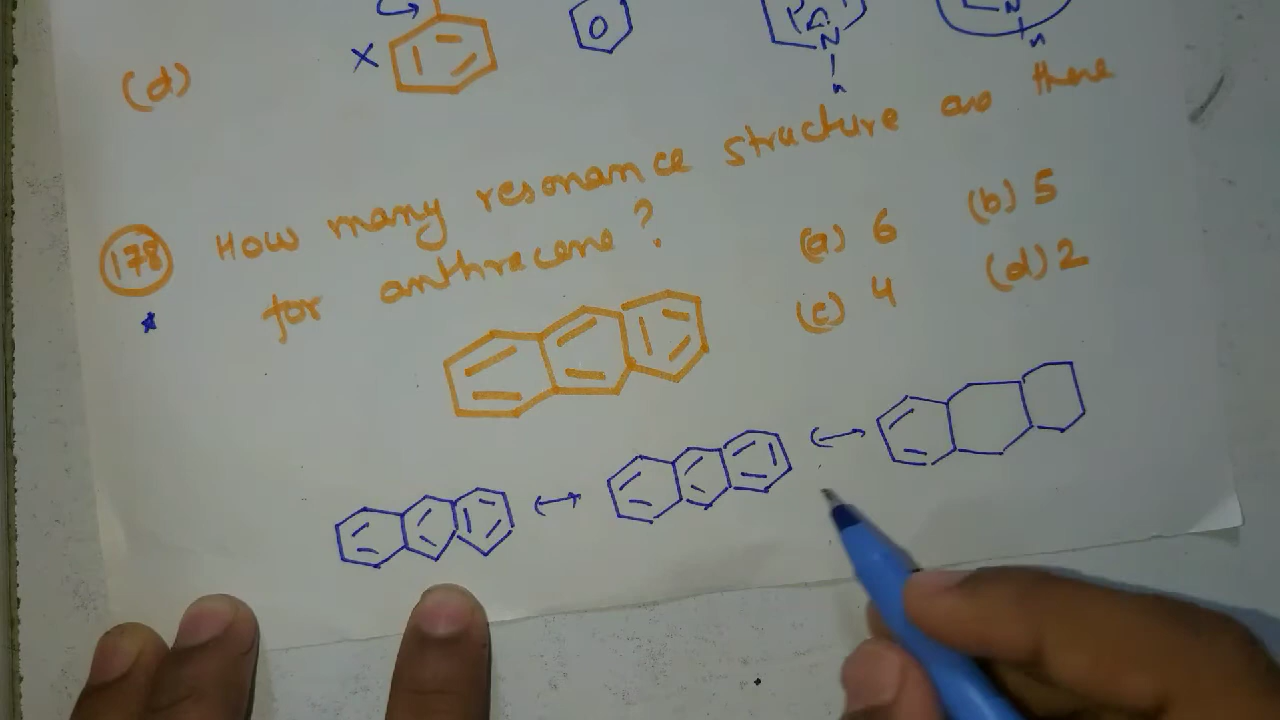 N
N
n
n
(d)
x
178 How many resonance structure are there
for anthracene?
(a) 6 (b) 5
(c) 4 (d) 2